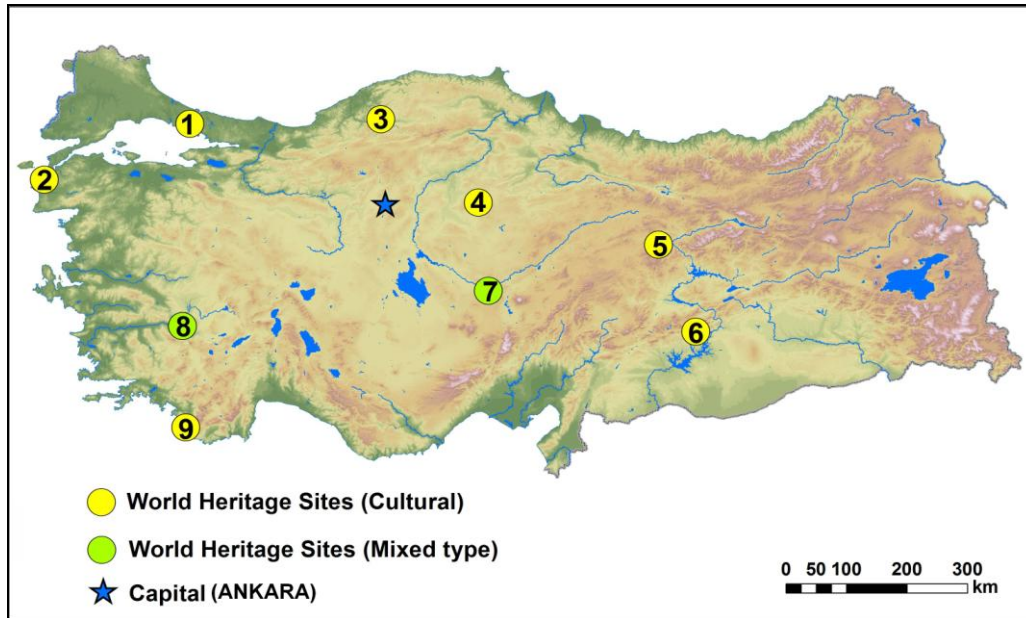 1
3
2
4
5
7
8
6
9
World Heritage Sites (Cultural)
World Heritage Sites (Mixed type)
Capital (ANKARA)
0 50 100 200 300
km